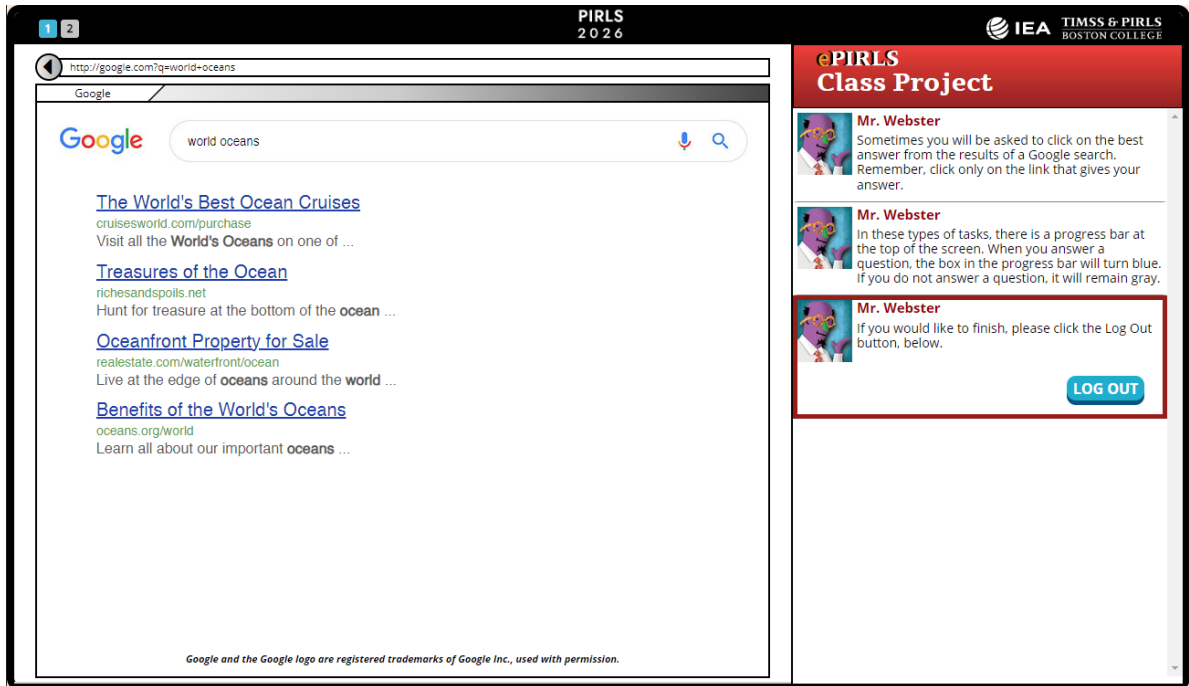 1 2
PIRLS
2026
IEA
TIMSS & PIRLS
BOSTON COLLEGE
http://google.com?q=world+oceans
Google
Google
world oceans
The World's Best Ocean Cruises
cruisesworld.com/purchase
Visit all the World's Oceans on one of ...
Treasures of the Ocean
richesandspoils.net
Hunt for treasure at the bottom of the ocean ...
Oceanfront Property for Sale
realestate.com/waterfront/ocean
Live at the edge of oceans around the world ...
Benefits of the World's Oceans
oceans.org/world
Learn all about our important oceans ...
Google and the Google logo are registered trademarks of Google Inc., used with permission.
ePIRLS
Class Project
Mr. Webster
Sometimes you will be asked to click on the best
answer from the results of a Google search.
Remember, click only on the link that gives your
answer.
Mr. Webster
In these types of tasks, there is a progress bar at
the top of the screen. When you answer a
question, the box in the progress bar will turn blue.
If you do not answer a question, it will remain gray.
Mr. Webster
If you would like to finish, please click the Log Out
button, below.
LOG OUT